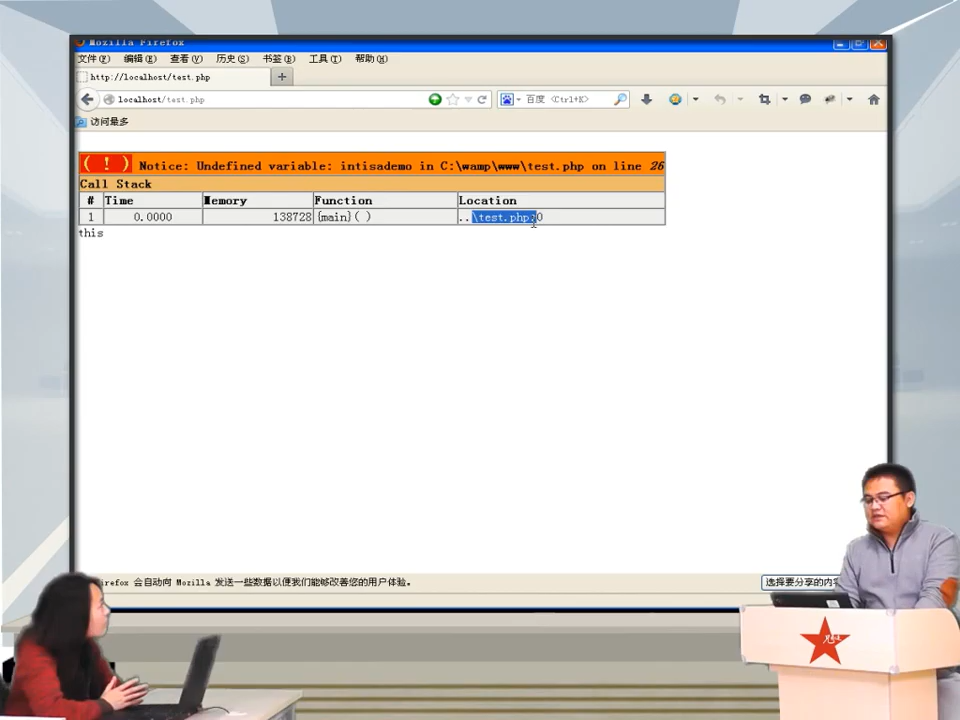 Mozilla Firefox
文件(F) 编辑(E) 查看(V) 历史(S) 书签(B) 工具(T) 帮助(H)
http://localhost/test.php +
localhost/test.php 百度 <Ctrl+K>
访问最多
( ! ) Notice: Undefined variable: intisademo in C:\wamp\www\test.php on line 26
Call Stack
# Time Memory Function Location
1 0.0000 138728 {main}( ) ..\test.php:0
this
irefox 会自动向 Mozilla 发送一些数据以便我们能够改善您的用户体验。 选择要分享的内容